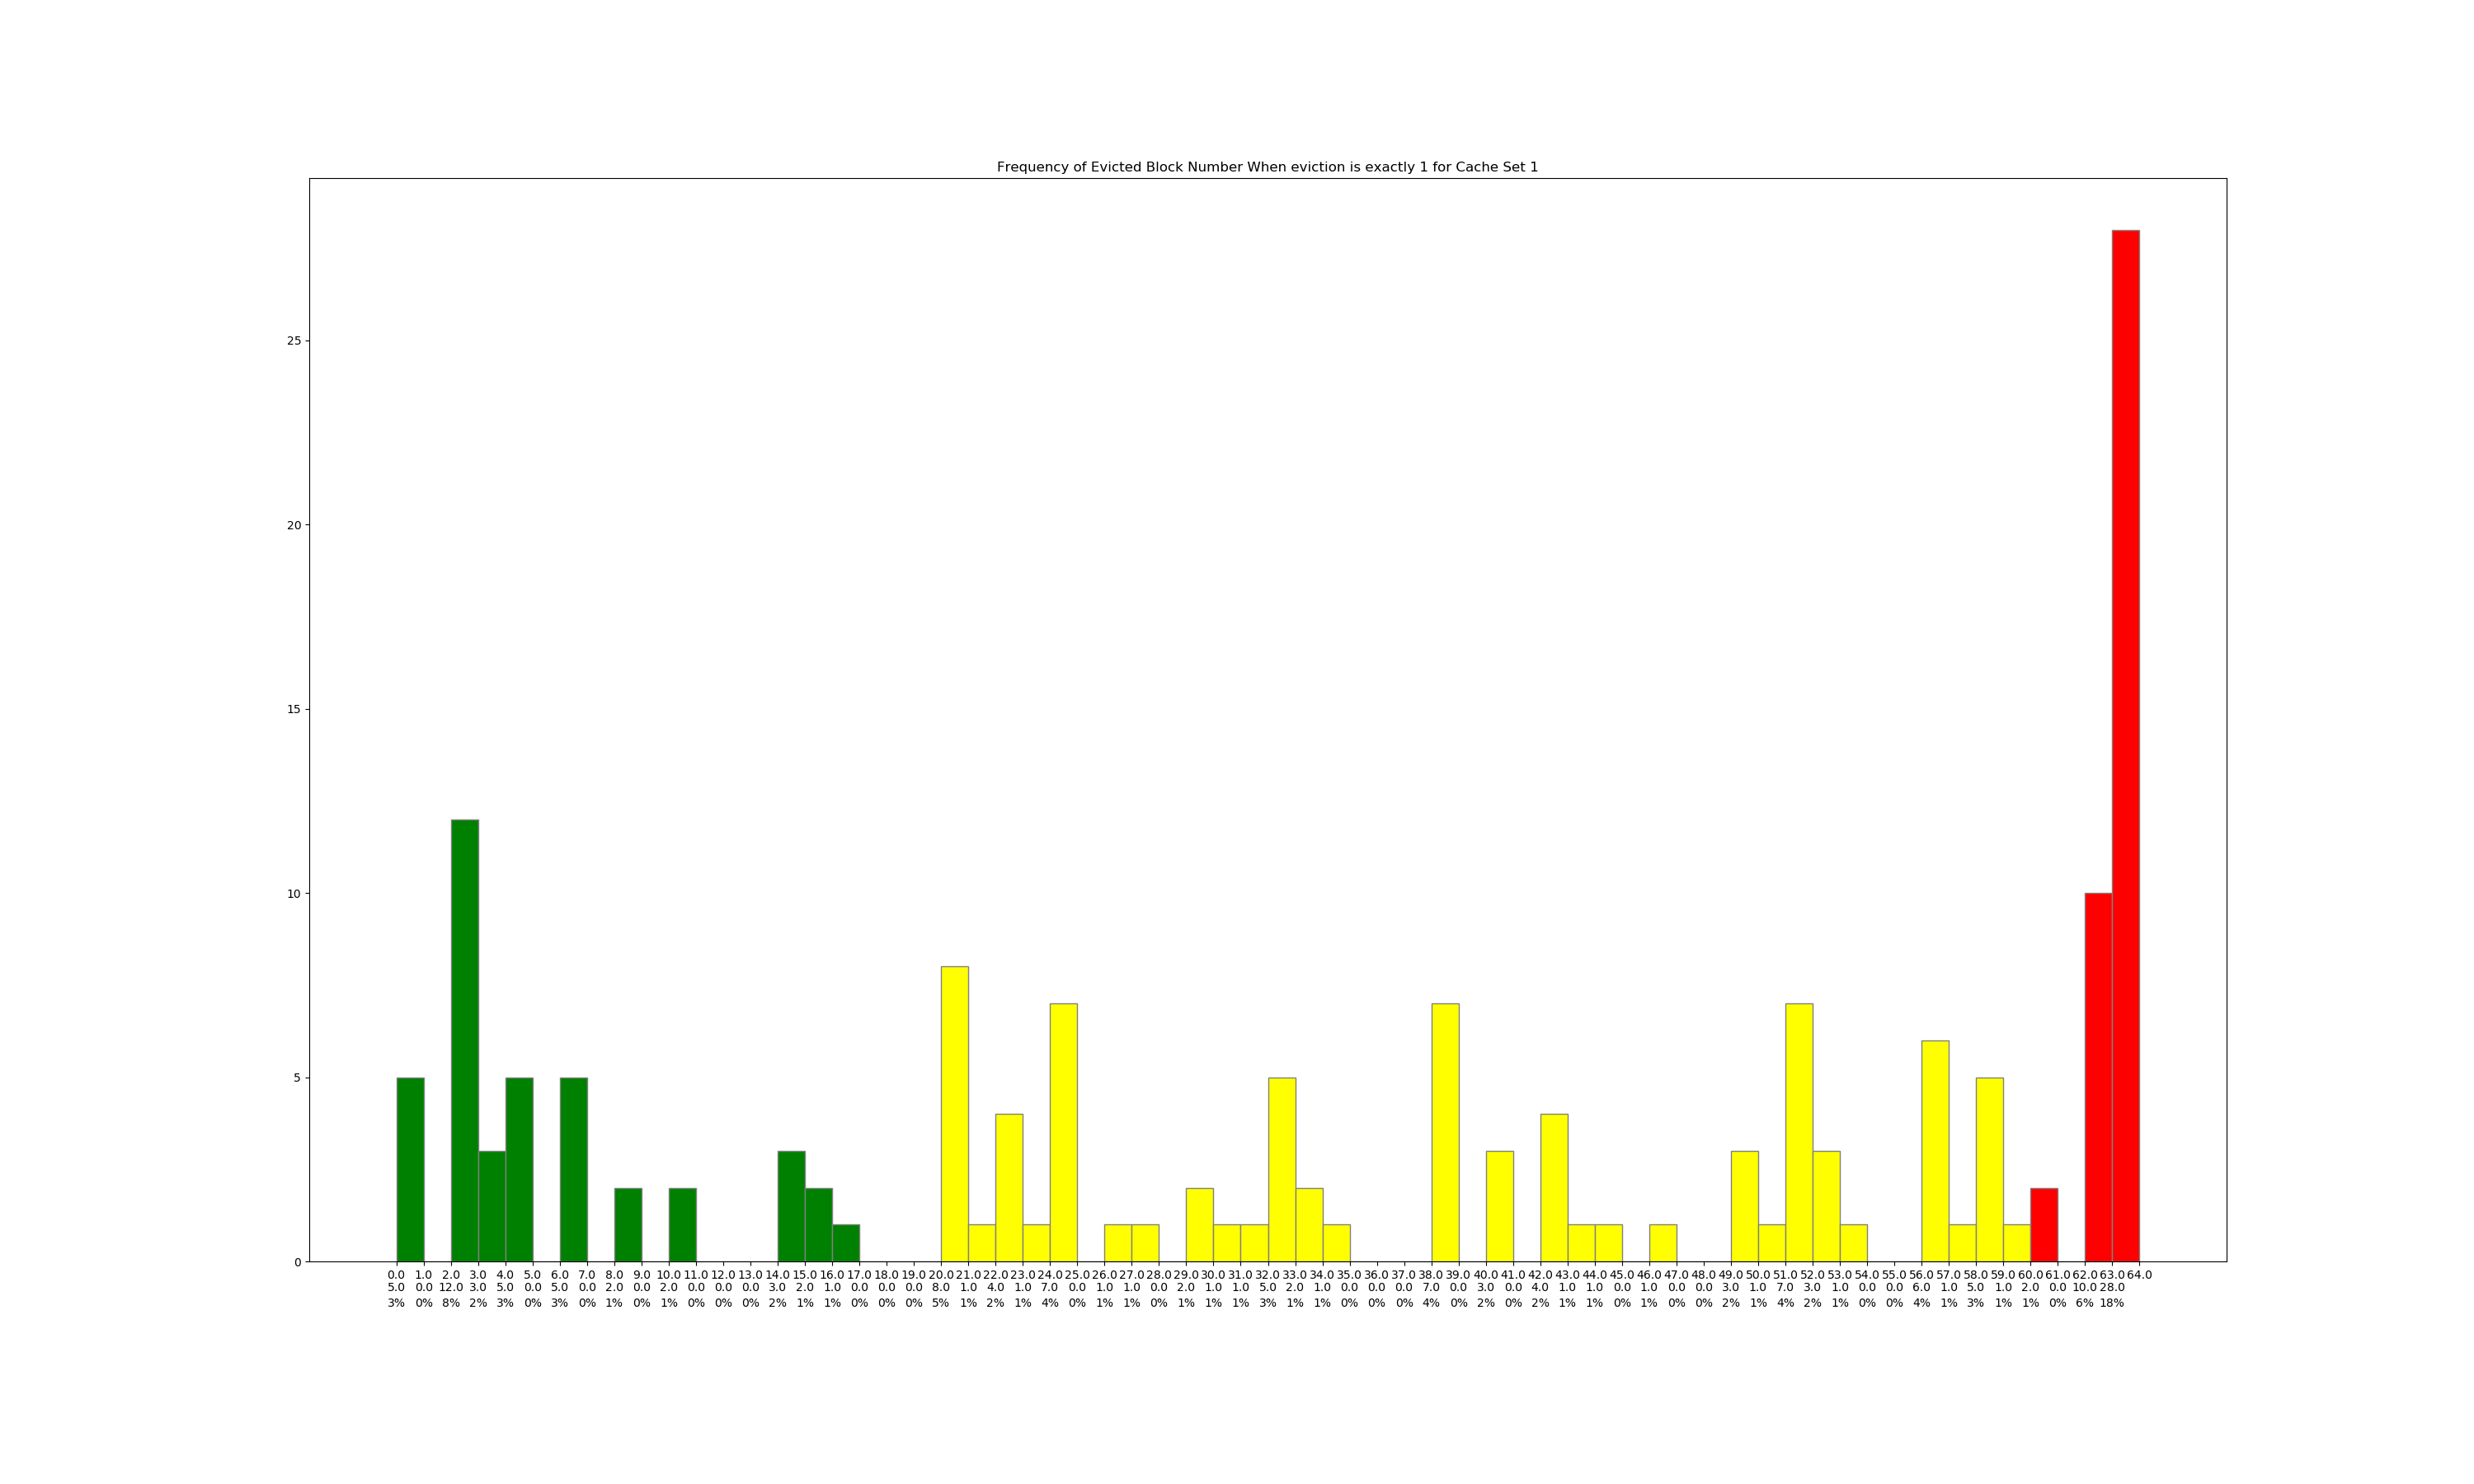 Frequency of Evicted Block Number When eviction is exactly 1 for Cache Set 1
25
20
15
10
5
0
0.0 1.0 2.0 3.0 4.0 5.0 6.0 7.0 8.0 9.0 10.0 11.0 12.0 13.0 14.0 15.0 16.0 17.0 18.0 19.0 20.0 21.0 22.0 23.0 24.0 25.0 26.0 27.0 28.0 29.0 30.0 31.0 32.0 33.0 34.0 35.0 36.0 37.0 38.0 39.0 40.0 41.0 42.0 43.0 44.0 45.0 46.0 47.0 48.0 49.0 50.0 51.0 52.0 53.0 54.0 55.0 56.0 57.0 58.0 59.0 60.0 61.0 62.0 63.0 64.0
5.0 0.0 12.0 3.0 5.0 0.0 5.0 0.0 2.0 0.0 2.0 0.0 0.0 0.0 3.0 2.0 1.0 0.0 0.0 0.0 8.0 1.0 4.0 1.0 7.0 0.0 1.0 1.0 0.0 2.0 1.0 1.0 5.0 2.0 1.0 0.0 0.0 0.0 7.0 0.0 3.0 0.0 4.0 1.0 1.0 0.0 1.0 0.0 0.0 3.0 1.0 7.0 3.0 1.0 0.0 0.0 6.0 1.0 5.0 1.0 2.0 0.0 10.0 28.0
3% 0% 8% 2% 3% 0% 3% 0% 1% 0% 1% 0% 0% 0% 2% 1% 1% 0% 0% 0% 5% 1% 2% 1% 4% 0% 1% 1% 0% 1% 1% 1% 3% 1% 1% 0% 0% 0% 4% 0% 2% 0% 2% 1% 1% 0% 1% 0% 0% 2% 1% 4% 2% 1% 0% 0% 4% 1% 3% 1% 1% 0% 6% 18%